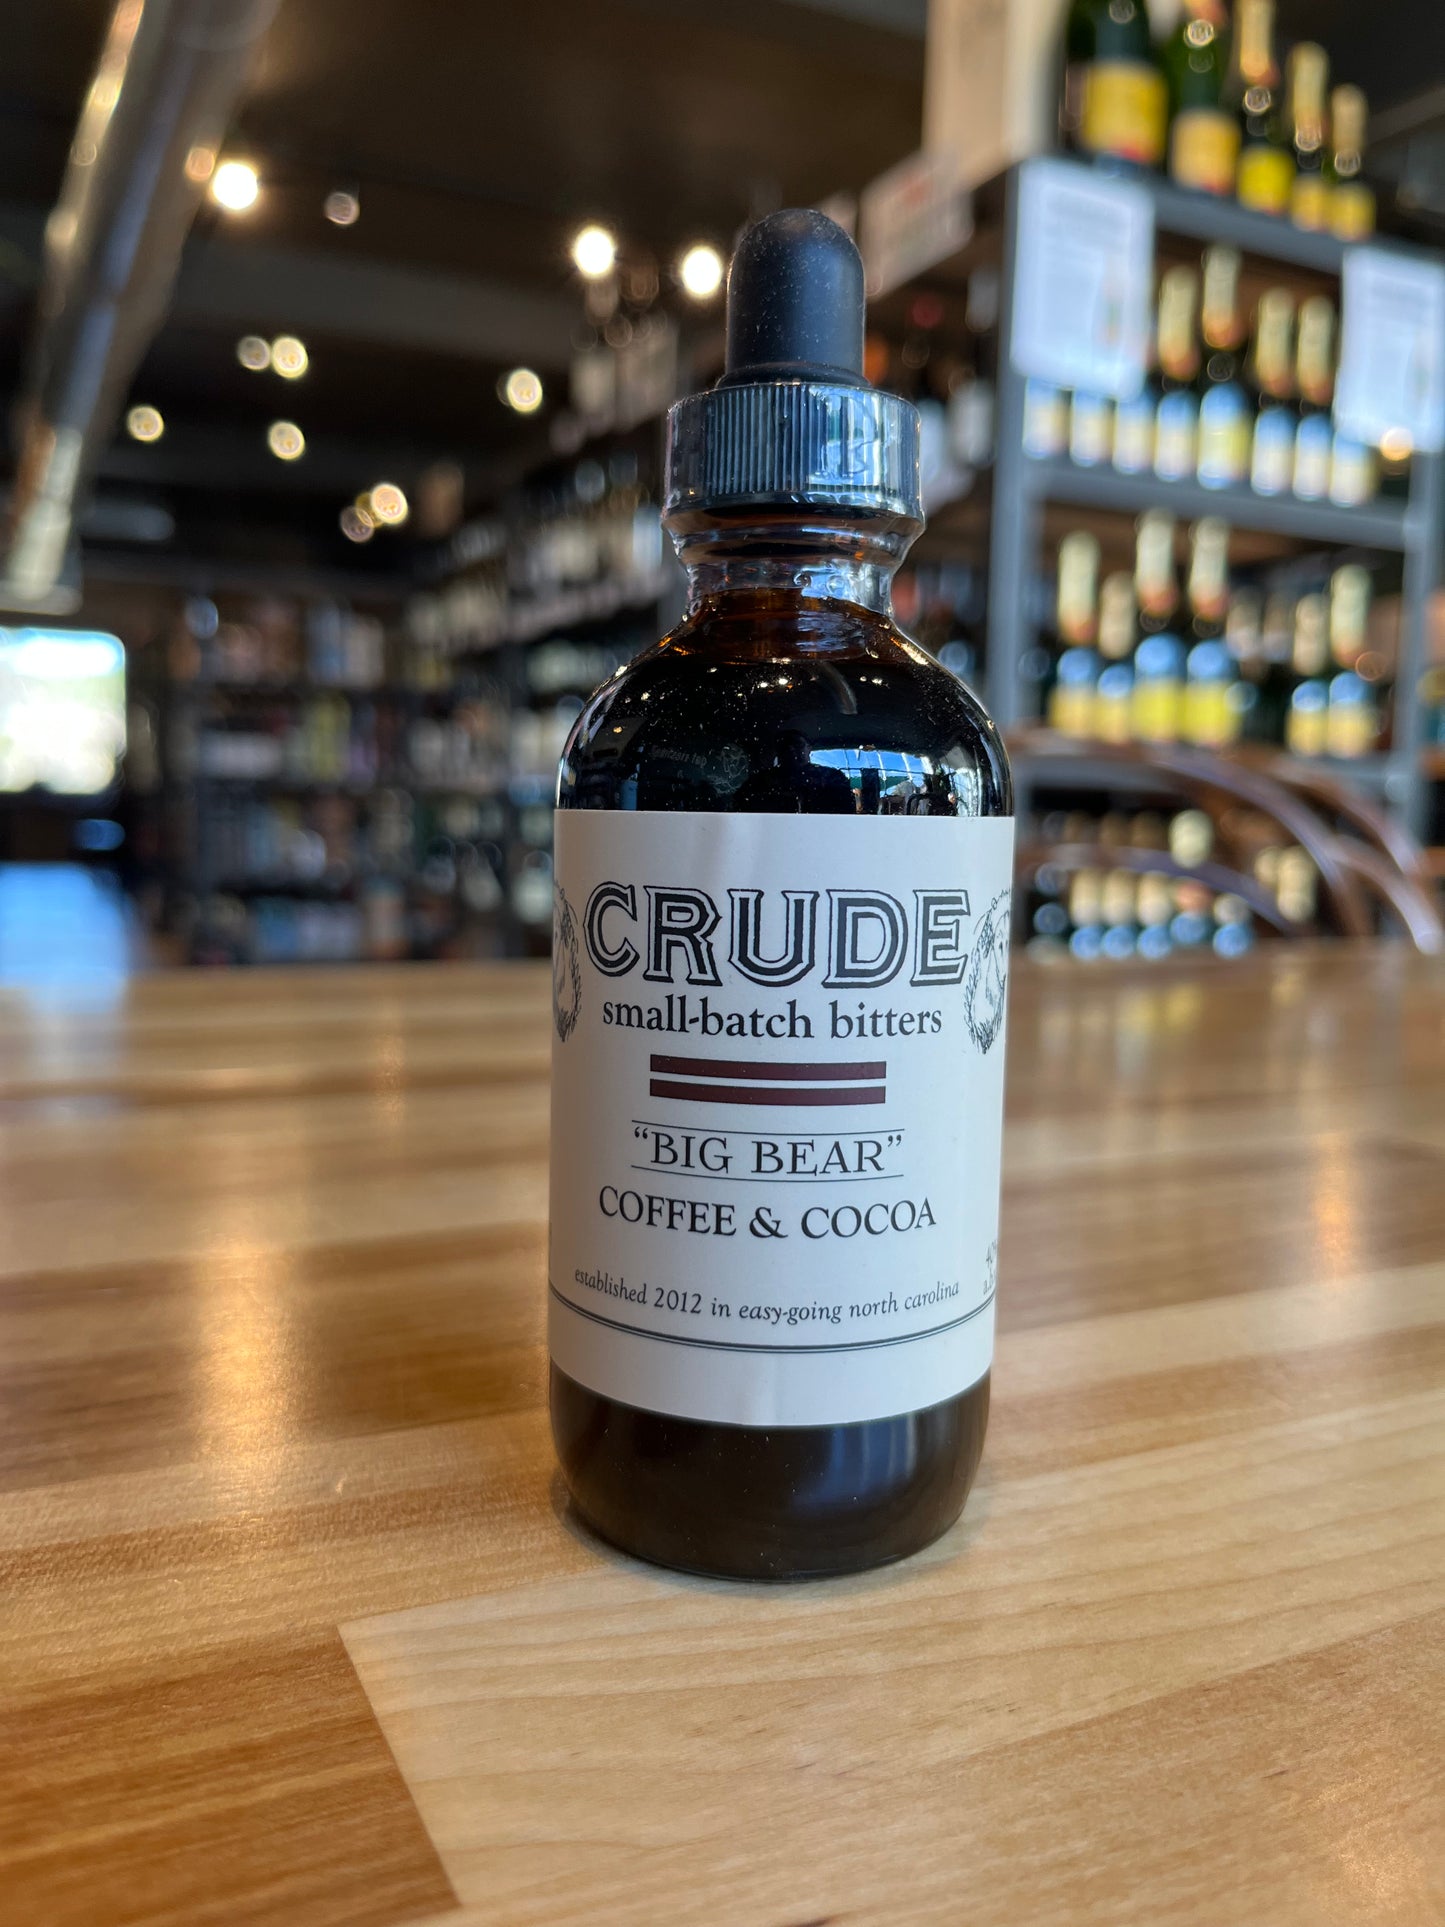 CRUDE
small-batch bitters
“BIG BEAR”
COFFEE & COCOA
established 2012 in easy-going north carolina